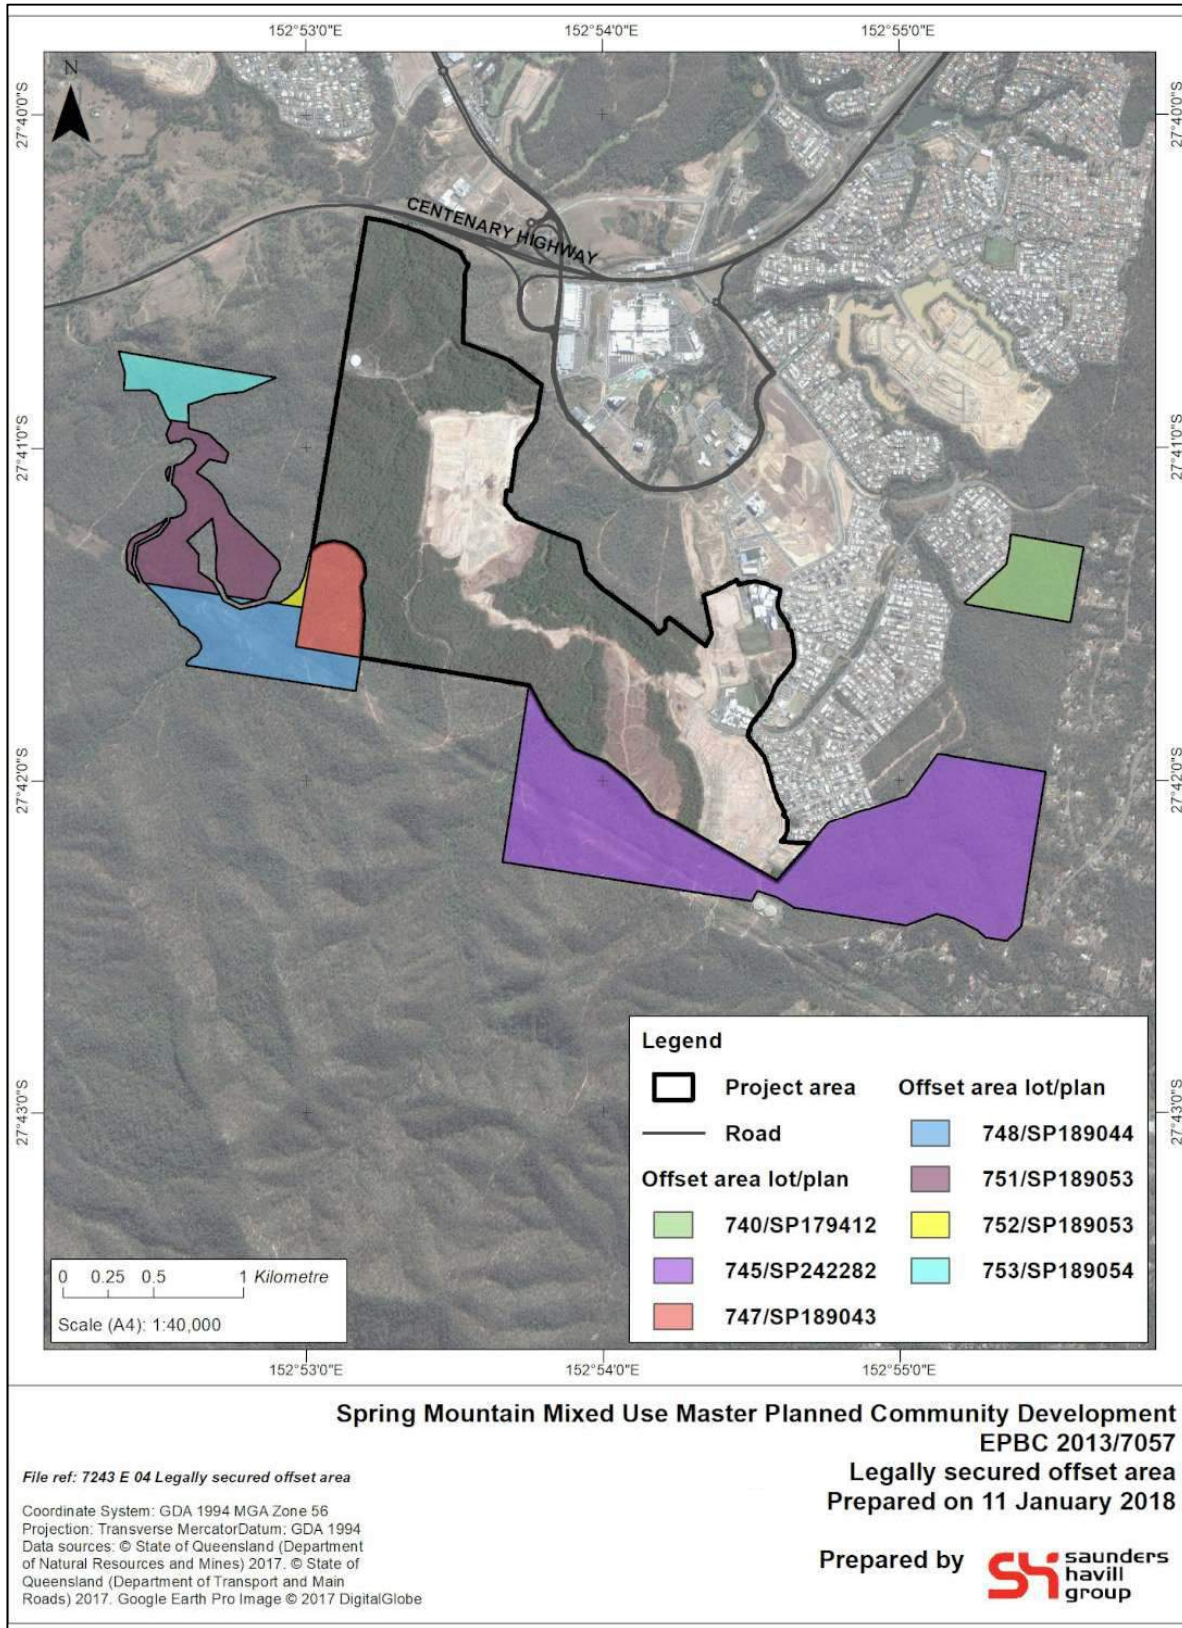 152°53'0"E 152°54'0"E 152°55'0"E
N
27°40'0"S 27°40'0"S
CENTENARY HIGHWAY
27°41'0"S 27°41'0"S
27°42'0"S 27°42'0"S
27°43'0"S 27°43'0"S
Legend
Project area
Road
Offset area lot/plan
740/SP179412
745/SP242282
747/SP189043
Offset area lot/plan
748/SP189044
751/SP189053
752/SP189053
753/SP189054
0 0.25 0.5 1 Kilometre
Scale (A4): 1:40,000
152°53'0"E 152°54'0"E 152°55'0"E
Spring Mountain Mixed Use Master Planned Community Development
EPBC 2013/7057
Legally secured offset area
Prepared on 11 January 2018
File ref: 7243 E 04 Legally secured offset area
Coordinate System: GDA 1994 MGA Zone 56
Projection: Transverse MercatorDatum: GDA 1994
Data sources: © State of Queensland (Department
of Natural Resources and Mines) 2017. © State of
Queensland (Department of Transport and Main
Roads) 2017. Google Earth Pro Image © 2017 DigitalGlobe
Prepared by
saunders
havill
group